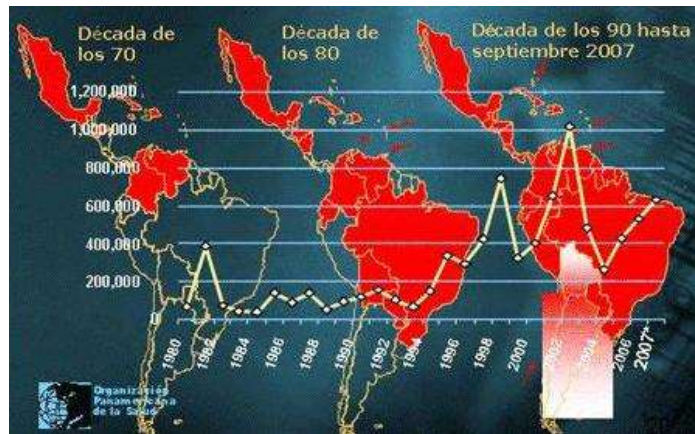 Década de
los 70
Década de
los 80
Década de los 90 hasta
septiembre 2007
1,200,000
1,000,000
800,000
600,000
400,000
200,000
0
1980
1982
1984
1986
1988
1990
1992
1994
1996
1998
2000
2002
2004
2006
2007*
Organización
Panamericana
de la Salud